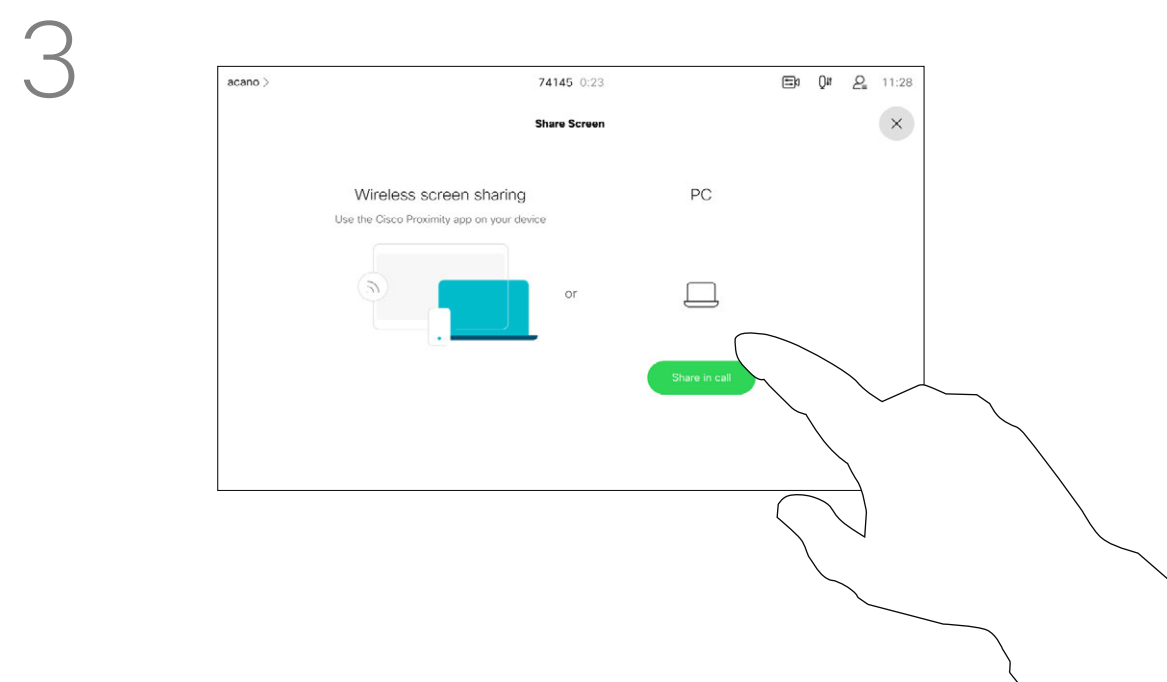 3
acano >
74145 0:23
11:28
Share Screen
Wireless screen sharing
PC
Use the Cisco Proximity app on your device
or
Share in call